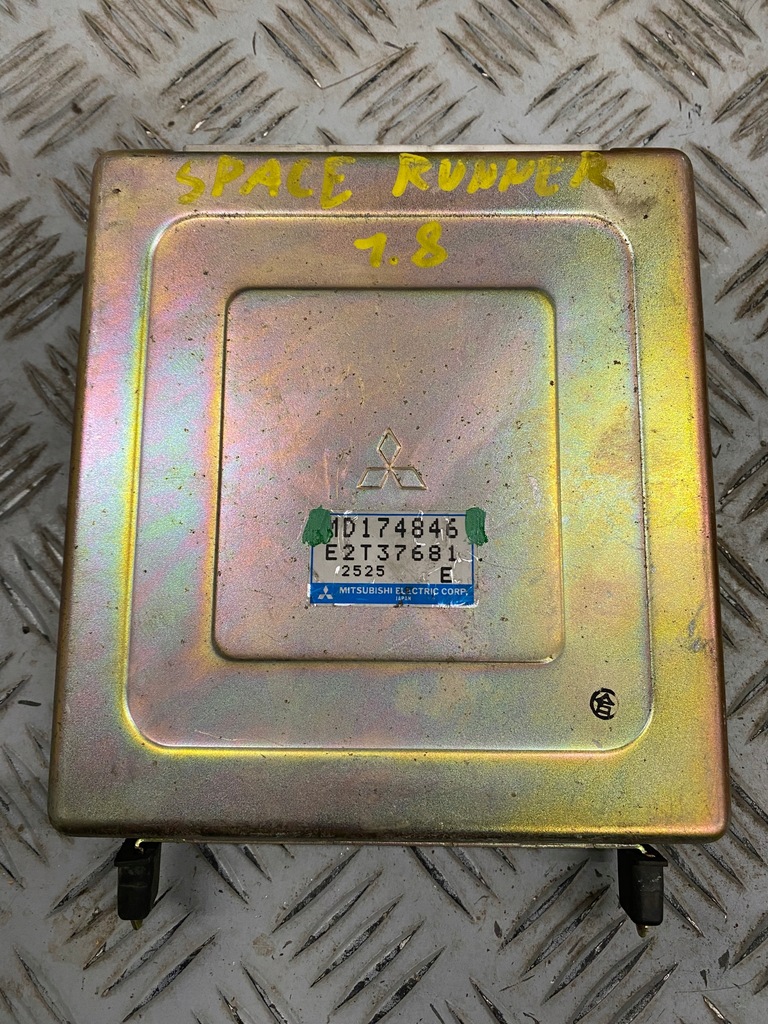 SPACE RUNNER
1.8
MD174846
E2T37681
2525 E
MITSUBISHI ELECTRIC CORP.
JAPAN